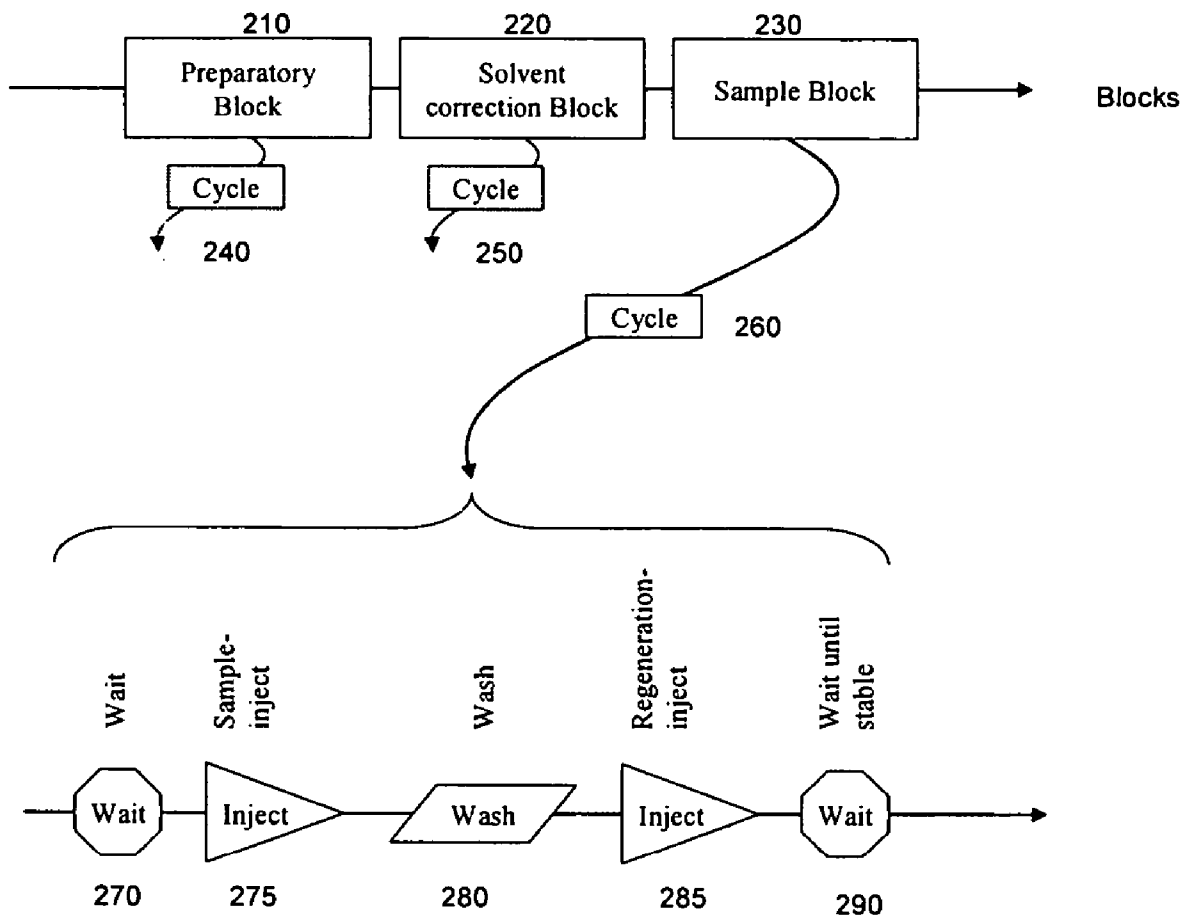 210
220
230
Preparatory
Block
Solvent
correction Block
Sample Block
Blocks
Cycle
240
Cycle
250
Cycle
260
Wait
Sample-
inject
Wash
Regeneration-
inject
Wait until
stable
Wait
Inject
Wash
Inject
Wait
270
275
280
285
290